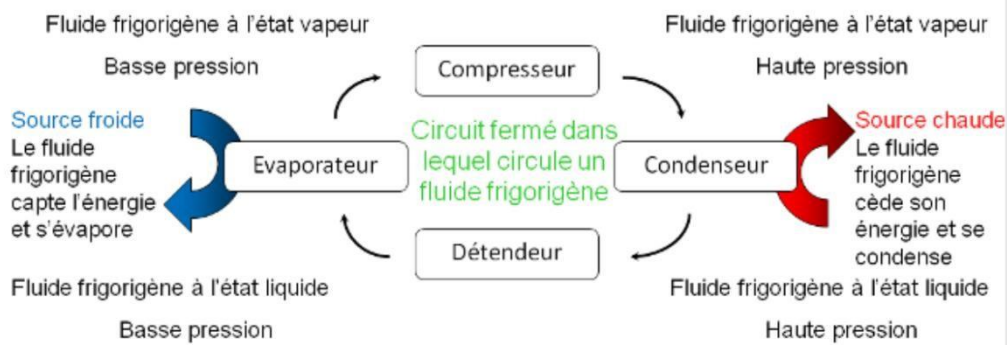 Fluide frigorigène à l'état vapeur
Basse pression
Fluide frigorigène à l'état vapeur
Haute pression
Compresseur
Source froide
Le fluide
frigorigène
capte l'énergie
et s'évapore
Evaporateur
Circuit fermé dans
lequel circule un
fluide frigorigène
Condenseur
Source chaude
Le fluide
frigorigène
cède son
énergie et se
condense
Détendeur
Fluide frigorigène à l'état liquide
Basse pression
Fluide frigorigène à l'état liquide
Haute pression